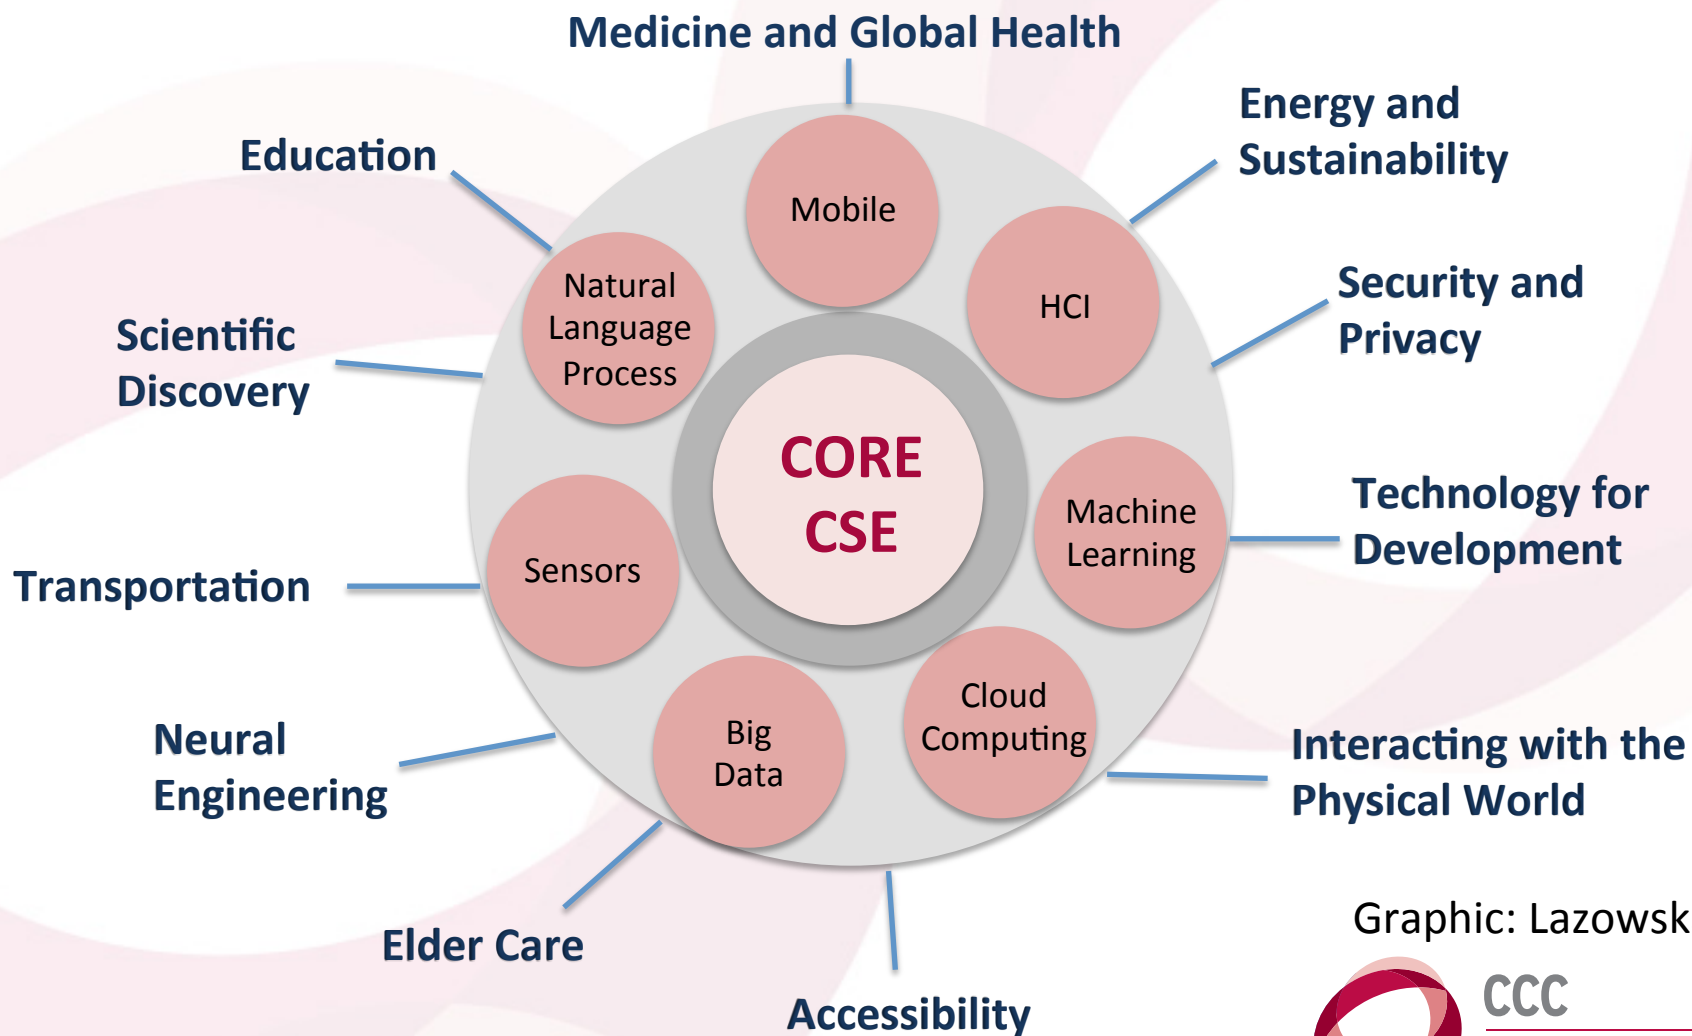 Medicine and Global Health
Energy and
Sustainability
Education
Mobile
Security and
Privacy
Natural
Language
Process
HCI
Scientific
Discovery
CORE
CSE
Machine
Learning
Technology for
Development
Sensors
Transportation
Cloud
Computing
Big
Data
Neural
Engineering
Interacting with the
Physical World
Elder Care
Accessibility
Graphic: Lazowsk
CCC